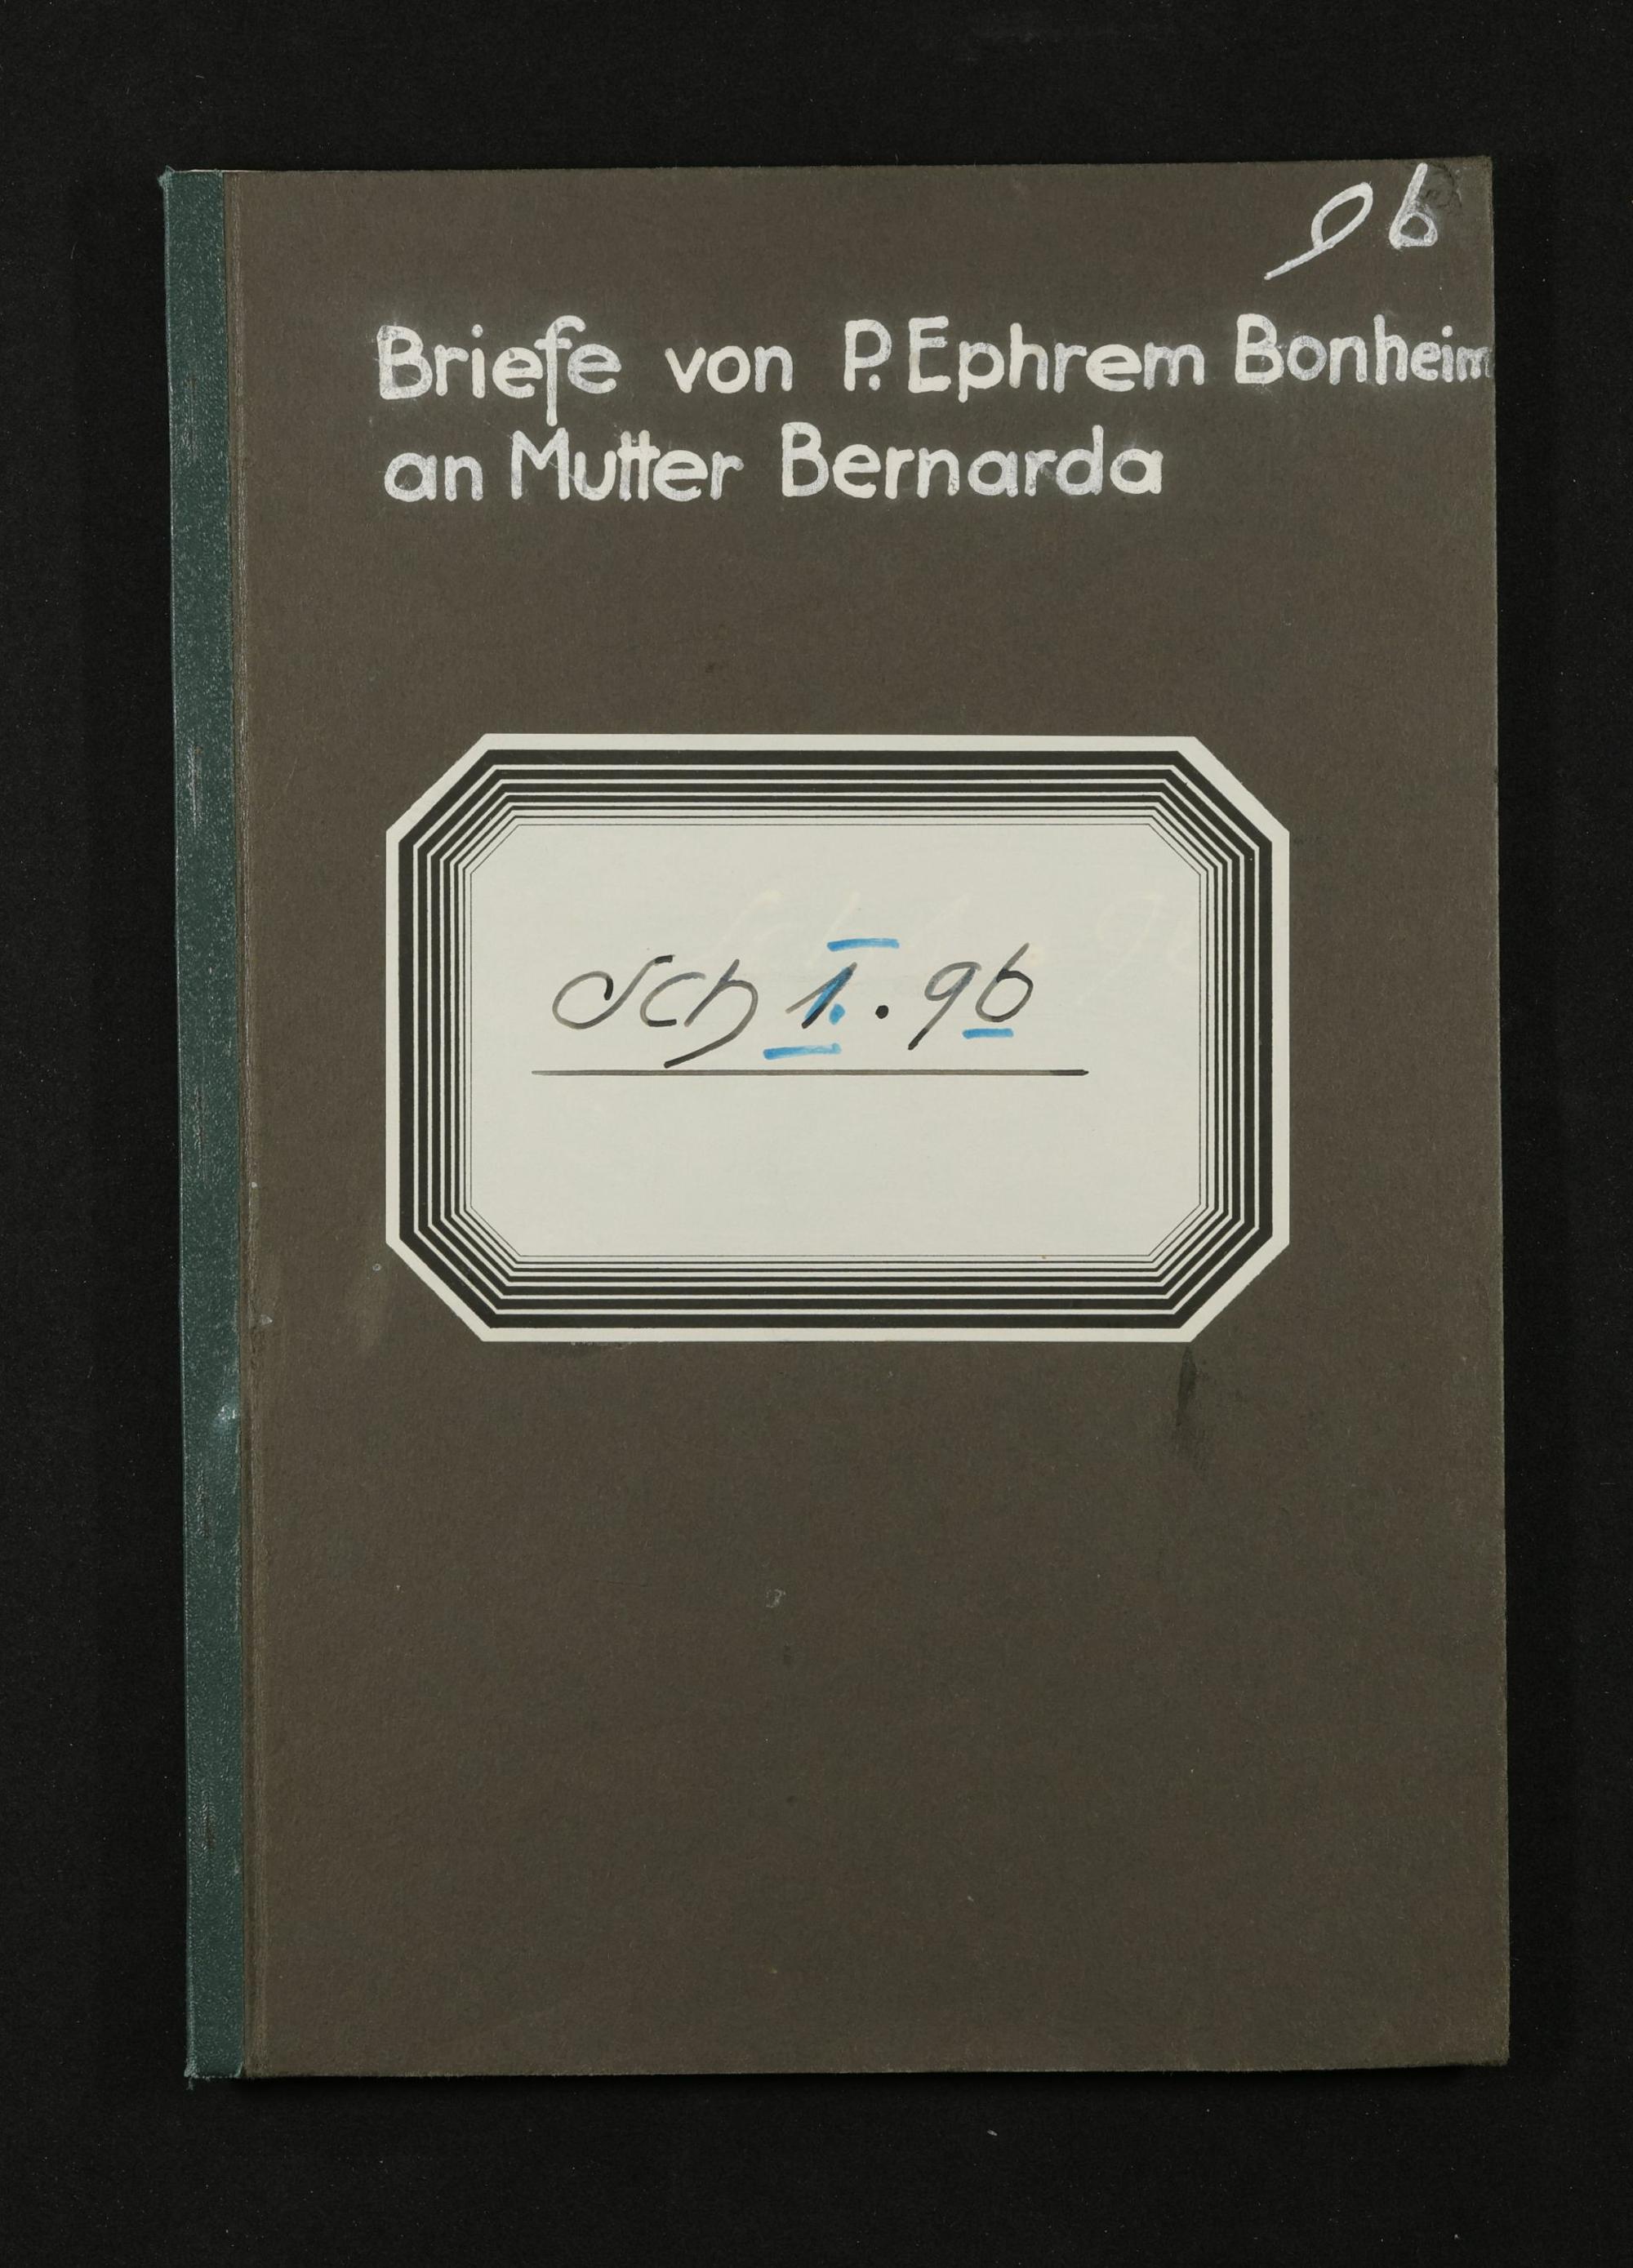 96
Briefe von P. Ephrem Bonheim
an Mutter Bernarda
Sch I. 96